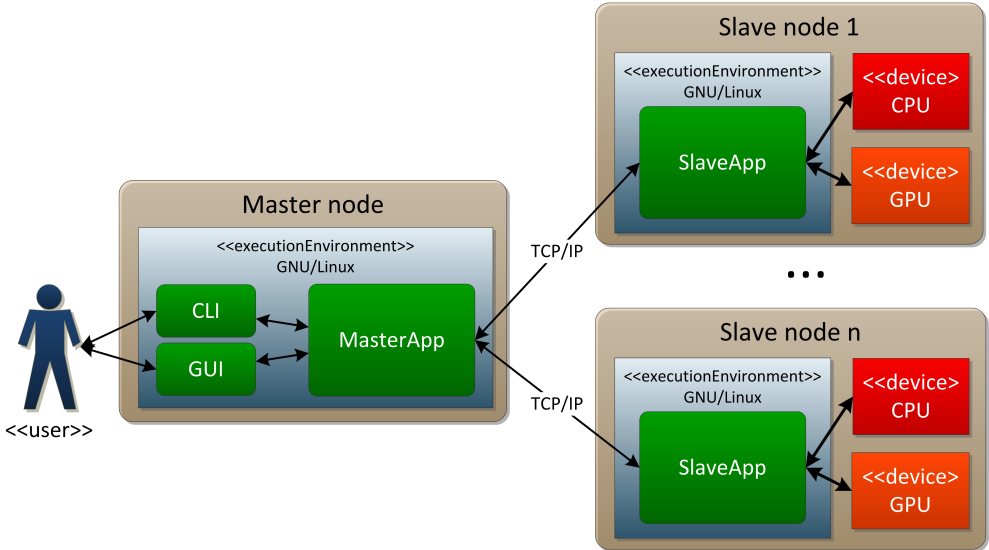 Slave node 1
<<executionEnvironment>>
GNU/Linux
SlaveApp
<<device>
CPU
<<device>
GPU
Master node
<<executionEnvironment>>
GNU/Linux
CLI
GUI
MasterApp
<<user>>
TCP/IP
TCP/IP
...
Slave node n
<<executionEnvironment>>
GNU/Linux
SlaveApp
<<device>
CPU
<<device>
GPU